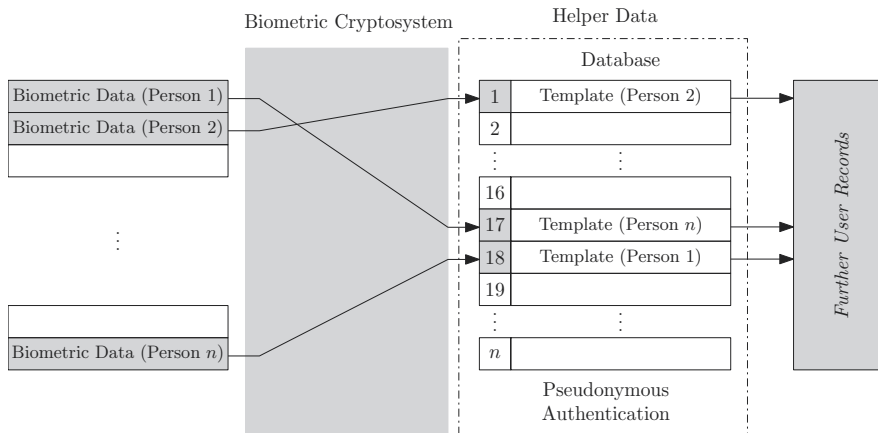 Biometric Cryptosystem
Helper Data
Database
Biometric Data (Person 1)
Biometric Data (Person 2)
⋮
Biometric Data (Person n)
1 Template (Person 2)
2
⋮ ⋮
16
17 Template (Person n)
18 Template (Person 1)
19
⋮ ⋮
n
Pseudonymous
Authentication
Further User Records